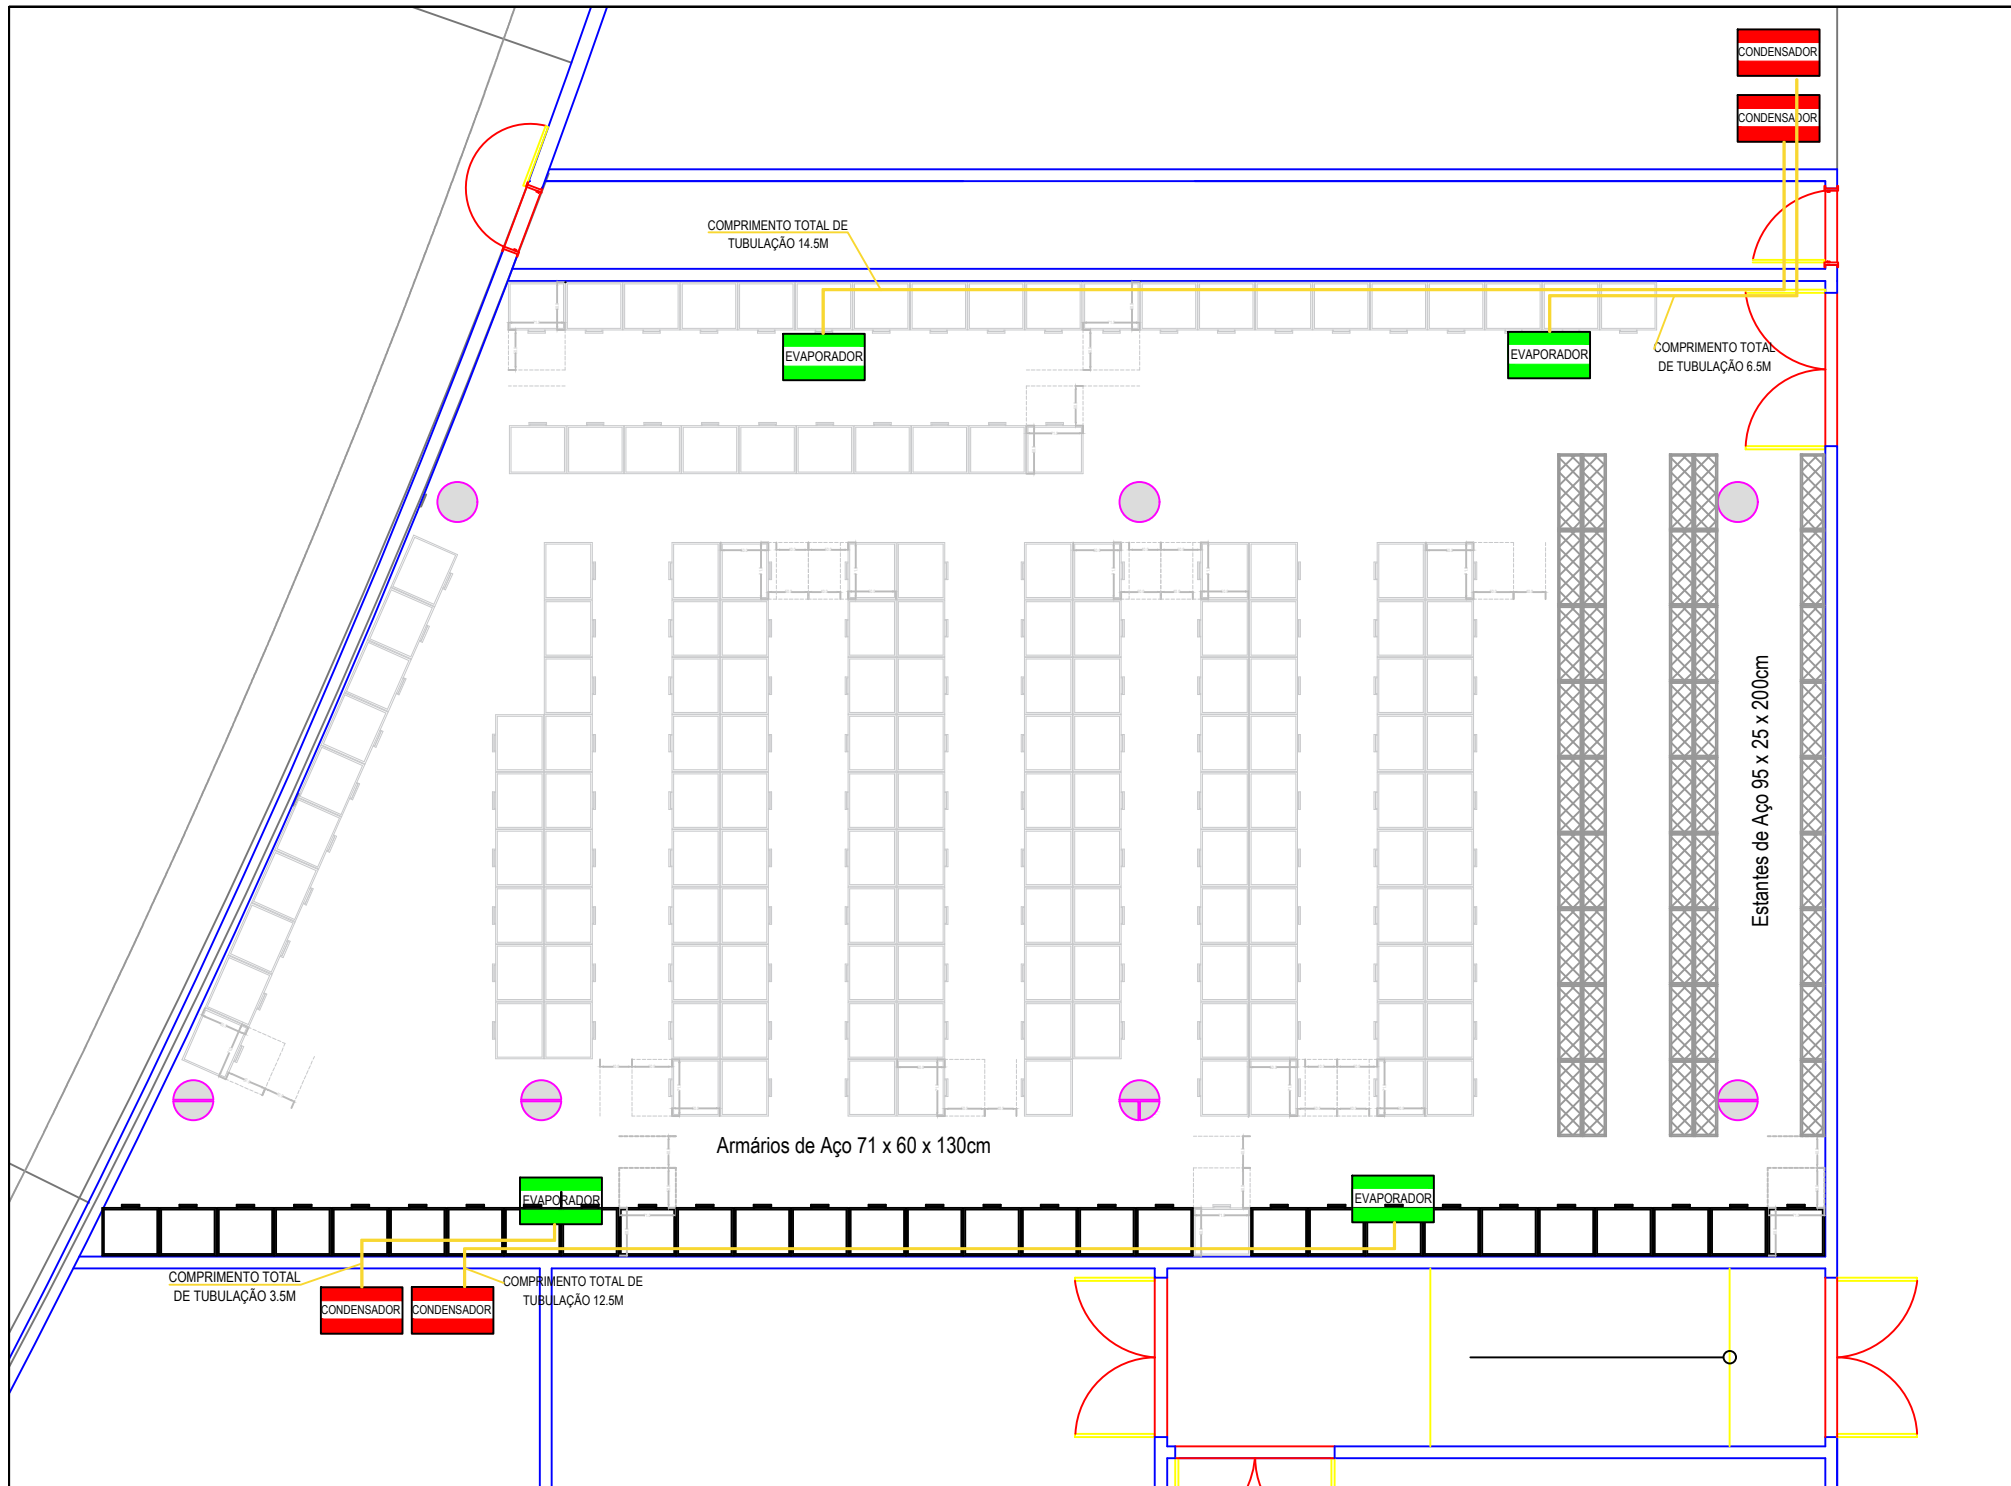 CONDENSADOR
CONDENSADOR
COMPRIMENTO TOTAL DE
TUBULAÇÃO 14.5M
EVAPORADOR
EVAPORADOR
COMPRIMENTO TOTAL
DE TUBULAÇÃO 6.5M
Estantes de Aço 95 x 25 x 200cm
Armários de Aço 71 x 60 x 130cm
EVAPORADOR
EVAPORADOR
COMPRIMENTO TOTAL
DE TUBULAÇÃO 3.5M
CONDENSADOR
CONDENSADOR
COMPRIMENTO TOTAL DE
TUBULAÇÃO 12.5M